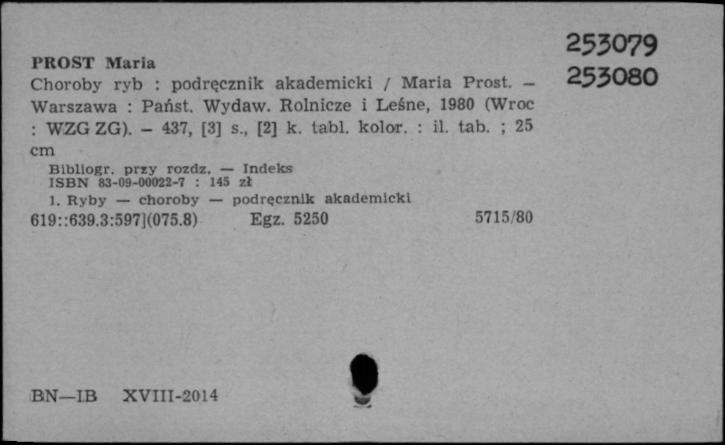 253079
253080
PROST Maria
Choroby ryb : podręcznik akademicki / Maria Prost. —
Warszawa : Państ. Wydaw. Rolnicze i Leśne, 1980 (Wroc
: WZG ZG). — 437, [3] s., [2] k. tabl. kolor. : il. tab. ; 25
cm
Bibliogr. przy rozdz. — Indeks
ISBN 83-09-00022-7 : 145 zł
1. Ryby — choroby — podręcznik akademicki
619::639.3:597](075.8) Egz. 5250 5715/80
BN—IB XVIII-2014